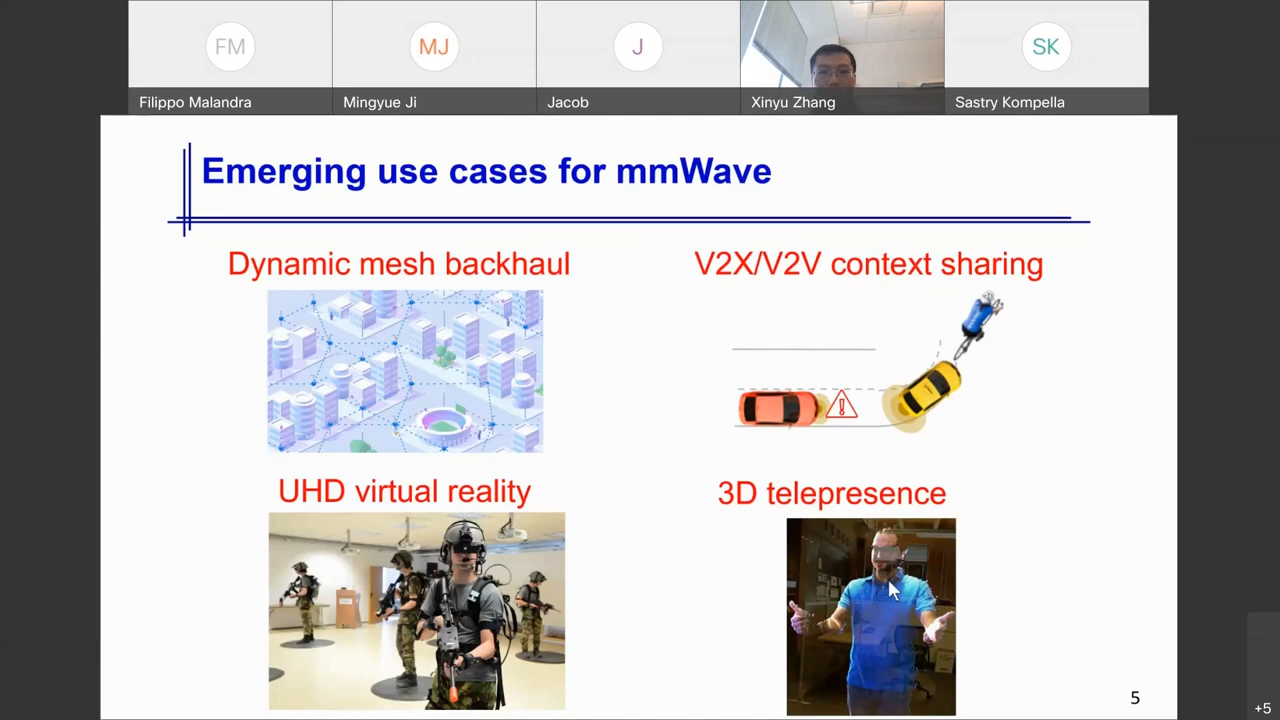 FM
MJ
J
SK
Filippo Malandra
Mingyue Ji
Jacob
Xinyu Zhang
Sastry Kompella
Emerging use cases for mmWave
Dynamic mesh backhaul
V2X/V2V context sharing
UHD virtual reality
3D telepresence
5
+5